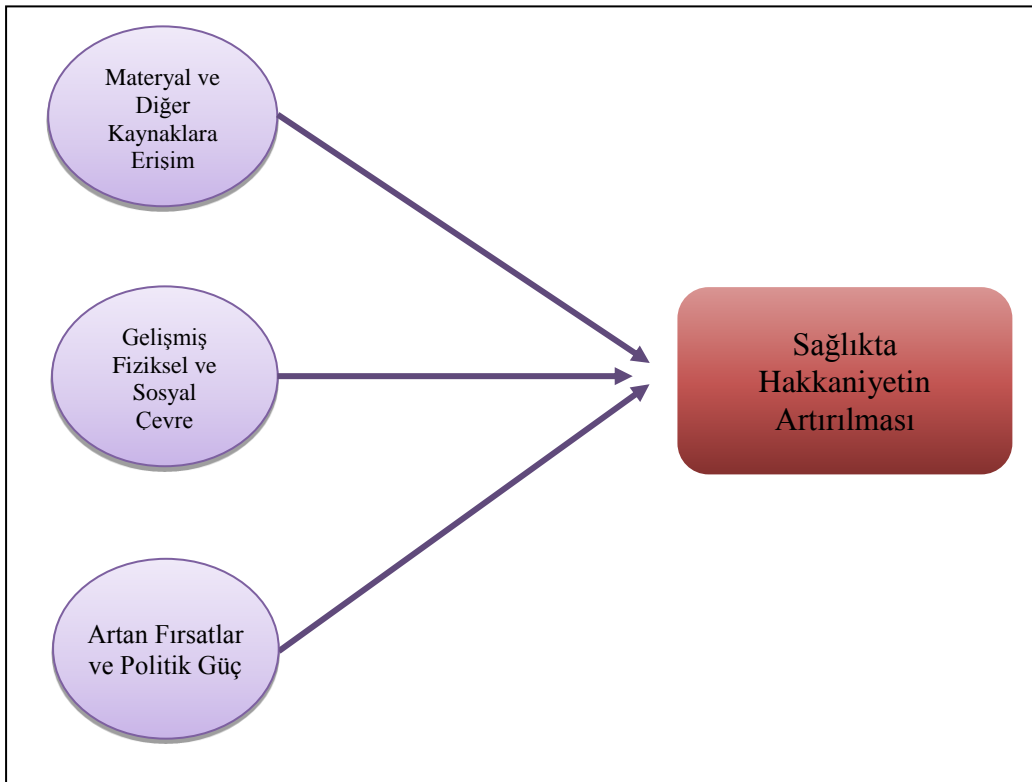 Materyal ve
Diğer
Kaynaklara
Erişim
Gelişmiş
Fiziksel ve
Sosyal
Çevre
Sağlıkta
Hakkaniyetin
Artırılması
Artan Fırsatlar
ve Politik Güç